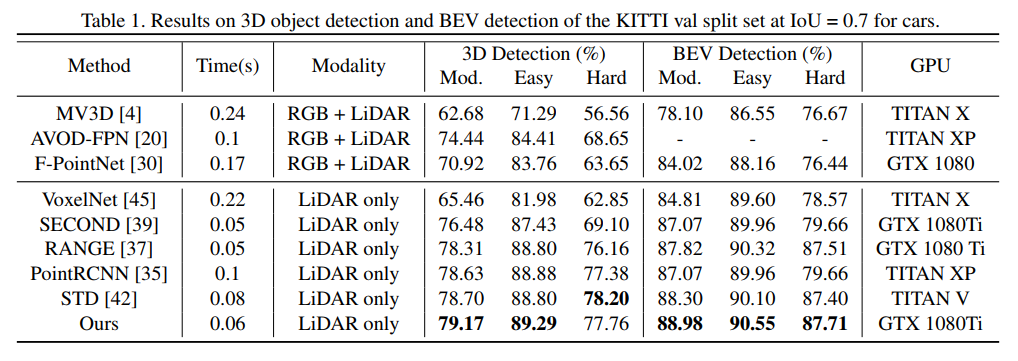 Table 1. Results on 3D object detection and BEV detection of the KITTI val split set at IoU = 0.7 for cars.
Method Time(s) Modality 3D Detection (%) BEV Detection (%) GPU
Mod. Easy Hard Mod. Easy Hard
MV3D [4] 0.24 RGB + LiDAR 62.68 71.29 56.56 78.10 86.55 76.67 TITAN X
AVOD-FPN [20] 0.1 RGB + LiDAR 74.44 84.41 68.65 - - - TITAN XP
F-PointNet [30] 0.17 RGB + LiDAR 70.92 83.76 63.65 84.02 88.16 76.44 GTX 1080
VoxelNet [45] 0.22 LiDAR only 65.46 81.98 62.85 84.81 89.60 78.57 TITAN X
SECOND [39] 0.05 LiDAR only 76.48 87.43 69.10 87.07 89.96 79.66 GTX 1080Ti
RANGE [37] 0.05 LiDAR only 78.31 88.80 76.16 87.82 90.32 87.51 GTX 1080 Ti
PointRCNN [35] 0.1 LiDAR only 78.63 88.88 77.38 87.07 89.96 79.66 TITAN XP
STD [42] 0.08 LiDAR only 78.70 88.80 78.20 88.30 90.10 87.40 TITAN V
Ours 0.06 LiDAR only 79.17 89.29 77.76 88.98 90.55 87.71 GTX 1080Ti